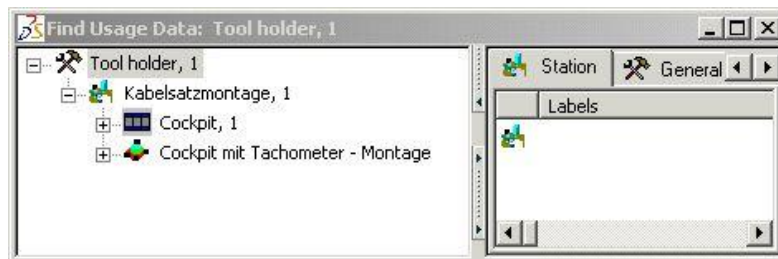 Find Usage Data: Tool holder, 1
Tool holder, 1
Kabelsatzmontage, 1
Cockpit, 1
Cockpit mit Tachometer - Montage
Station
General
Labels